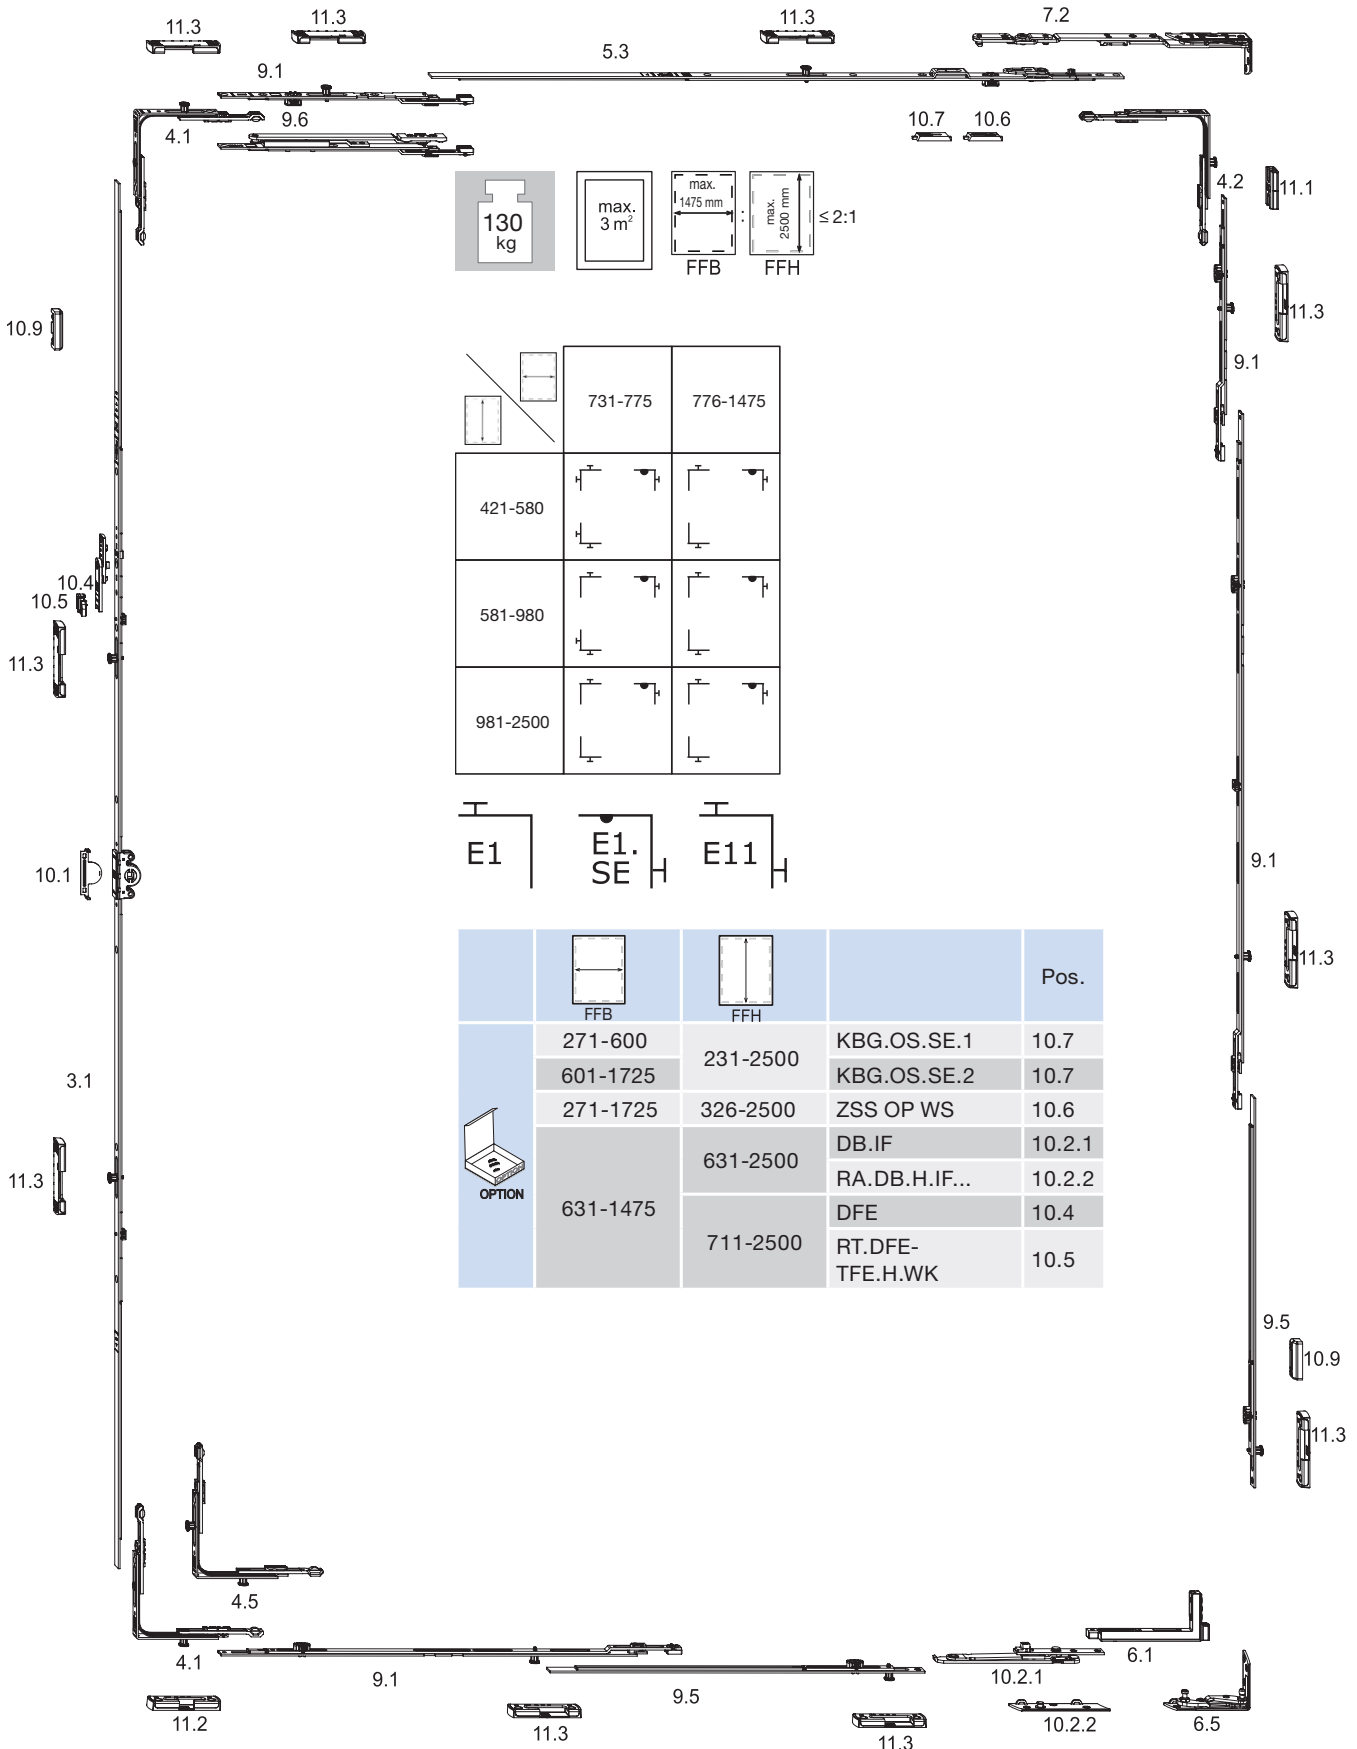 11.3
11.3
11.3
7.2
5.3
9.1
4.1
9.6
10.7
10.6
4.2
11.1
130
kg
max.
3 m²
max.
1475 mm
FFB
:
max.
2500 mm
FFH
≤ 2:1
10.9
11.3
9.1
731-775
776-1475
421-580
581-980
981-2500
10.4
10.5
11.3
E1
E1.
SE
E11
10.1
9.1
11.3
FFB
FFH
Pos.
OPTION
271-600
231-2500
KBG.OS.SE.1
10.7
601-1725
KBG.OS.SE.2
10.7
271-1725
326-2500
ZSS OP WS
10.6
631-1475
631-2500
DB.IF
10.2.1
RA.DB.H.IF...
10.2.2
711-2500
DFE
10.4
RT.DFE-
TFE.H.WK
10.5
3.1
11.3
9.5
10.9
11.3
4.5
4.1
9.1
9.5
10.2.1
6.1
11.2
11.3
11.3
10.2.2
6.5